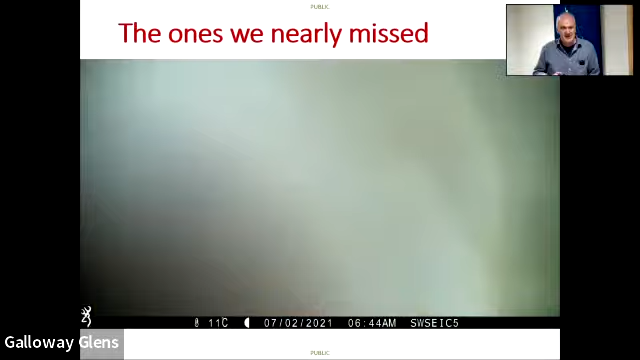 PUBLIC
The ones we nearly missed
11C 07/02/2021 06:44AM SWSEIC5
Galloway Glens
PUBLIC